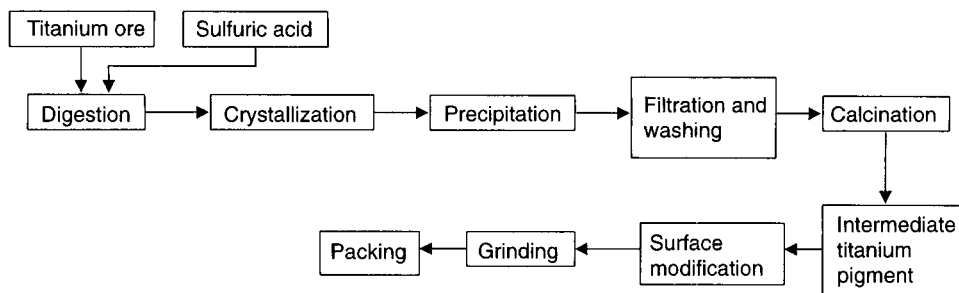 Titanium ore
Sulfuric acid
Digestion
Crystallization
Precipitation
Filtration and
washing
Calcination
Intermediate
titanium
pigment
Surface
modification
Grinding
Packing